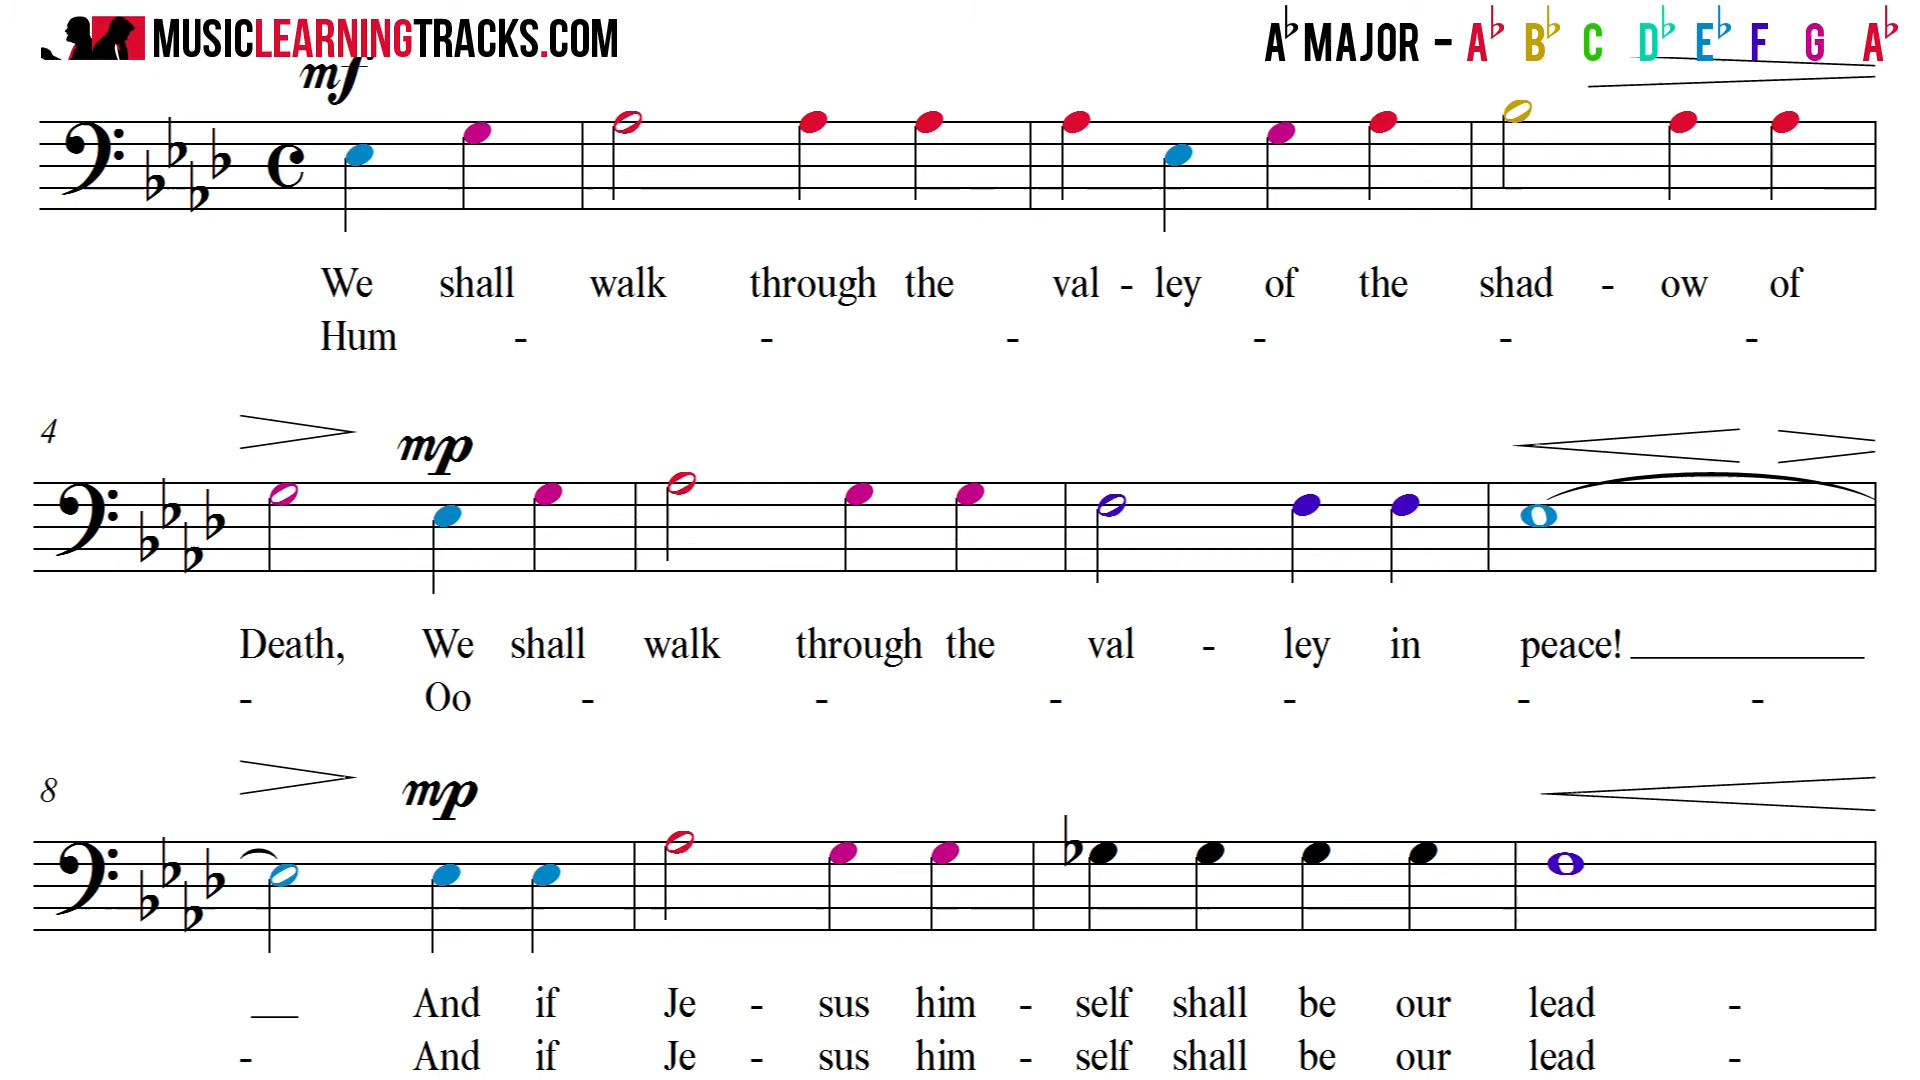 MUSICLEARNINGTRACKS.COM
A♭ MAJOR - A♭ B♭ C D♭ E♭ F G A♭
mf
We shall walk through the val - ley of the shad - ow of
Hum - - - - - -
4
mp
Death, We shall walk through the val - ley in peace!
- Oo - - - - - -
8
mp
And if Je - sus him - self shall be our lead -
- And if Je - sus him - self shall be our lead -